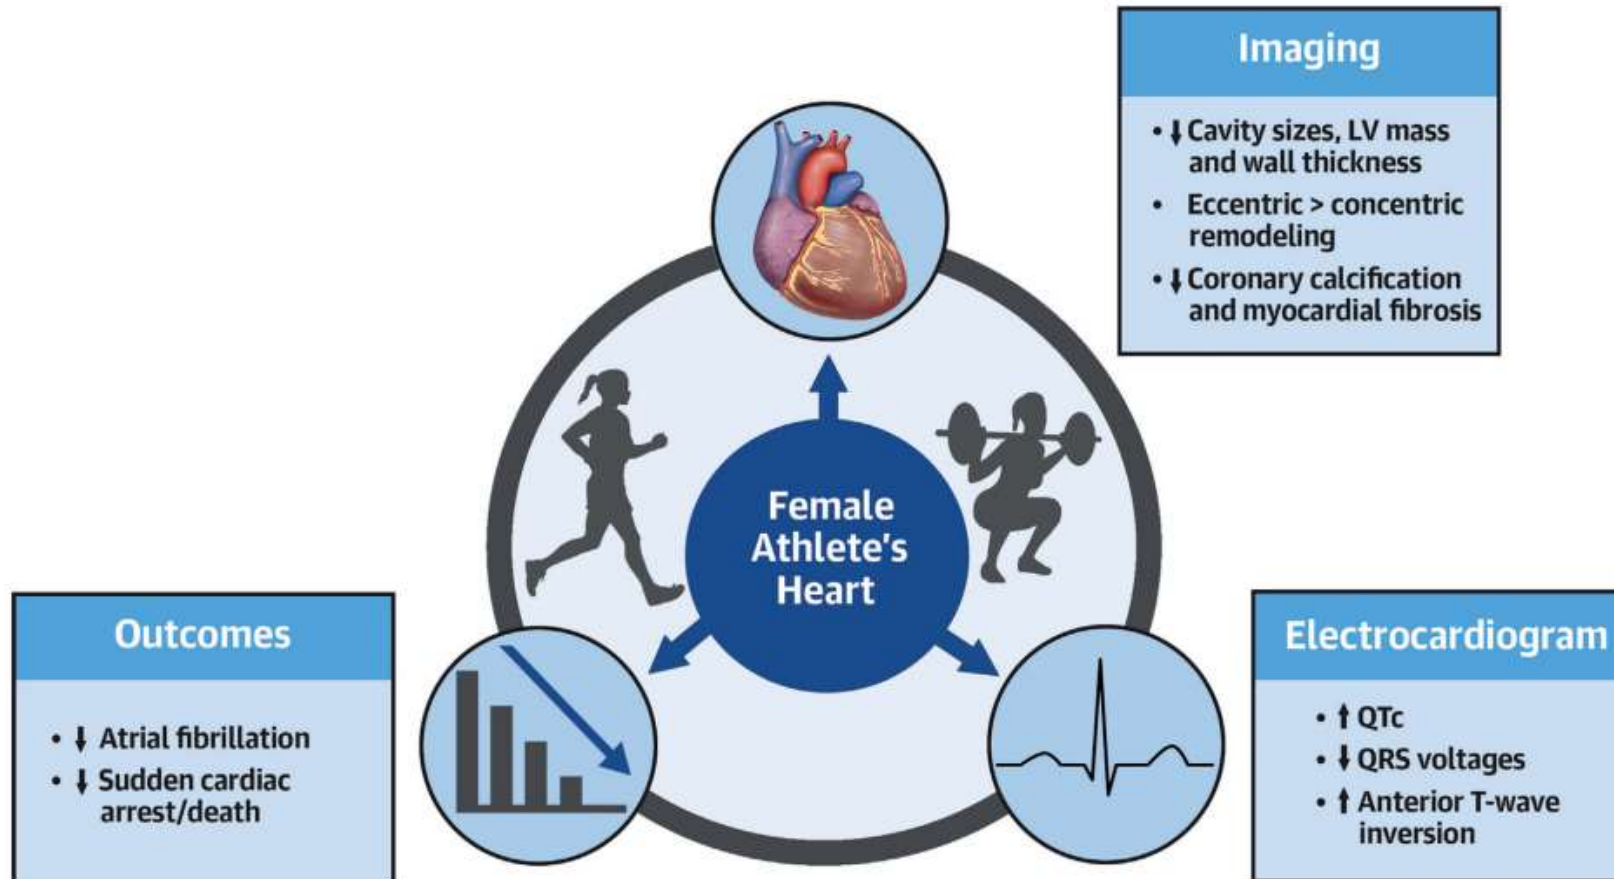 Imaging
• ↓ Cavity sizes, LV mass
and wall thickness
• Eccentric > concentric
remodeling
• ↓ Coronary calcification
and myocardial fibrosis
Female
Athlete's
Heart
Outcomes
• ↓ Atrial fibrillation
• ↓ Sudden cardiac
arrest/death
Electrocardiogram
• ↑ QTc
• ↓ QRS voltages
• ↑ Anterior T-wave
inversion